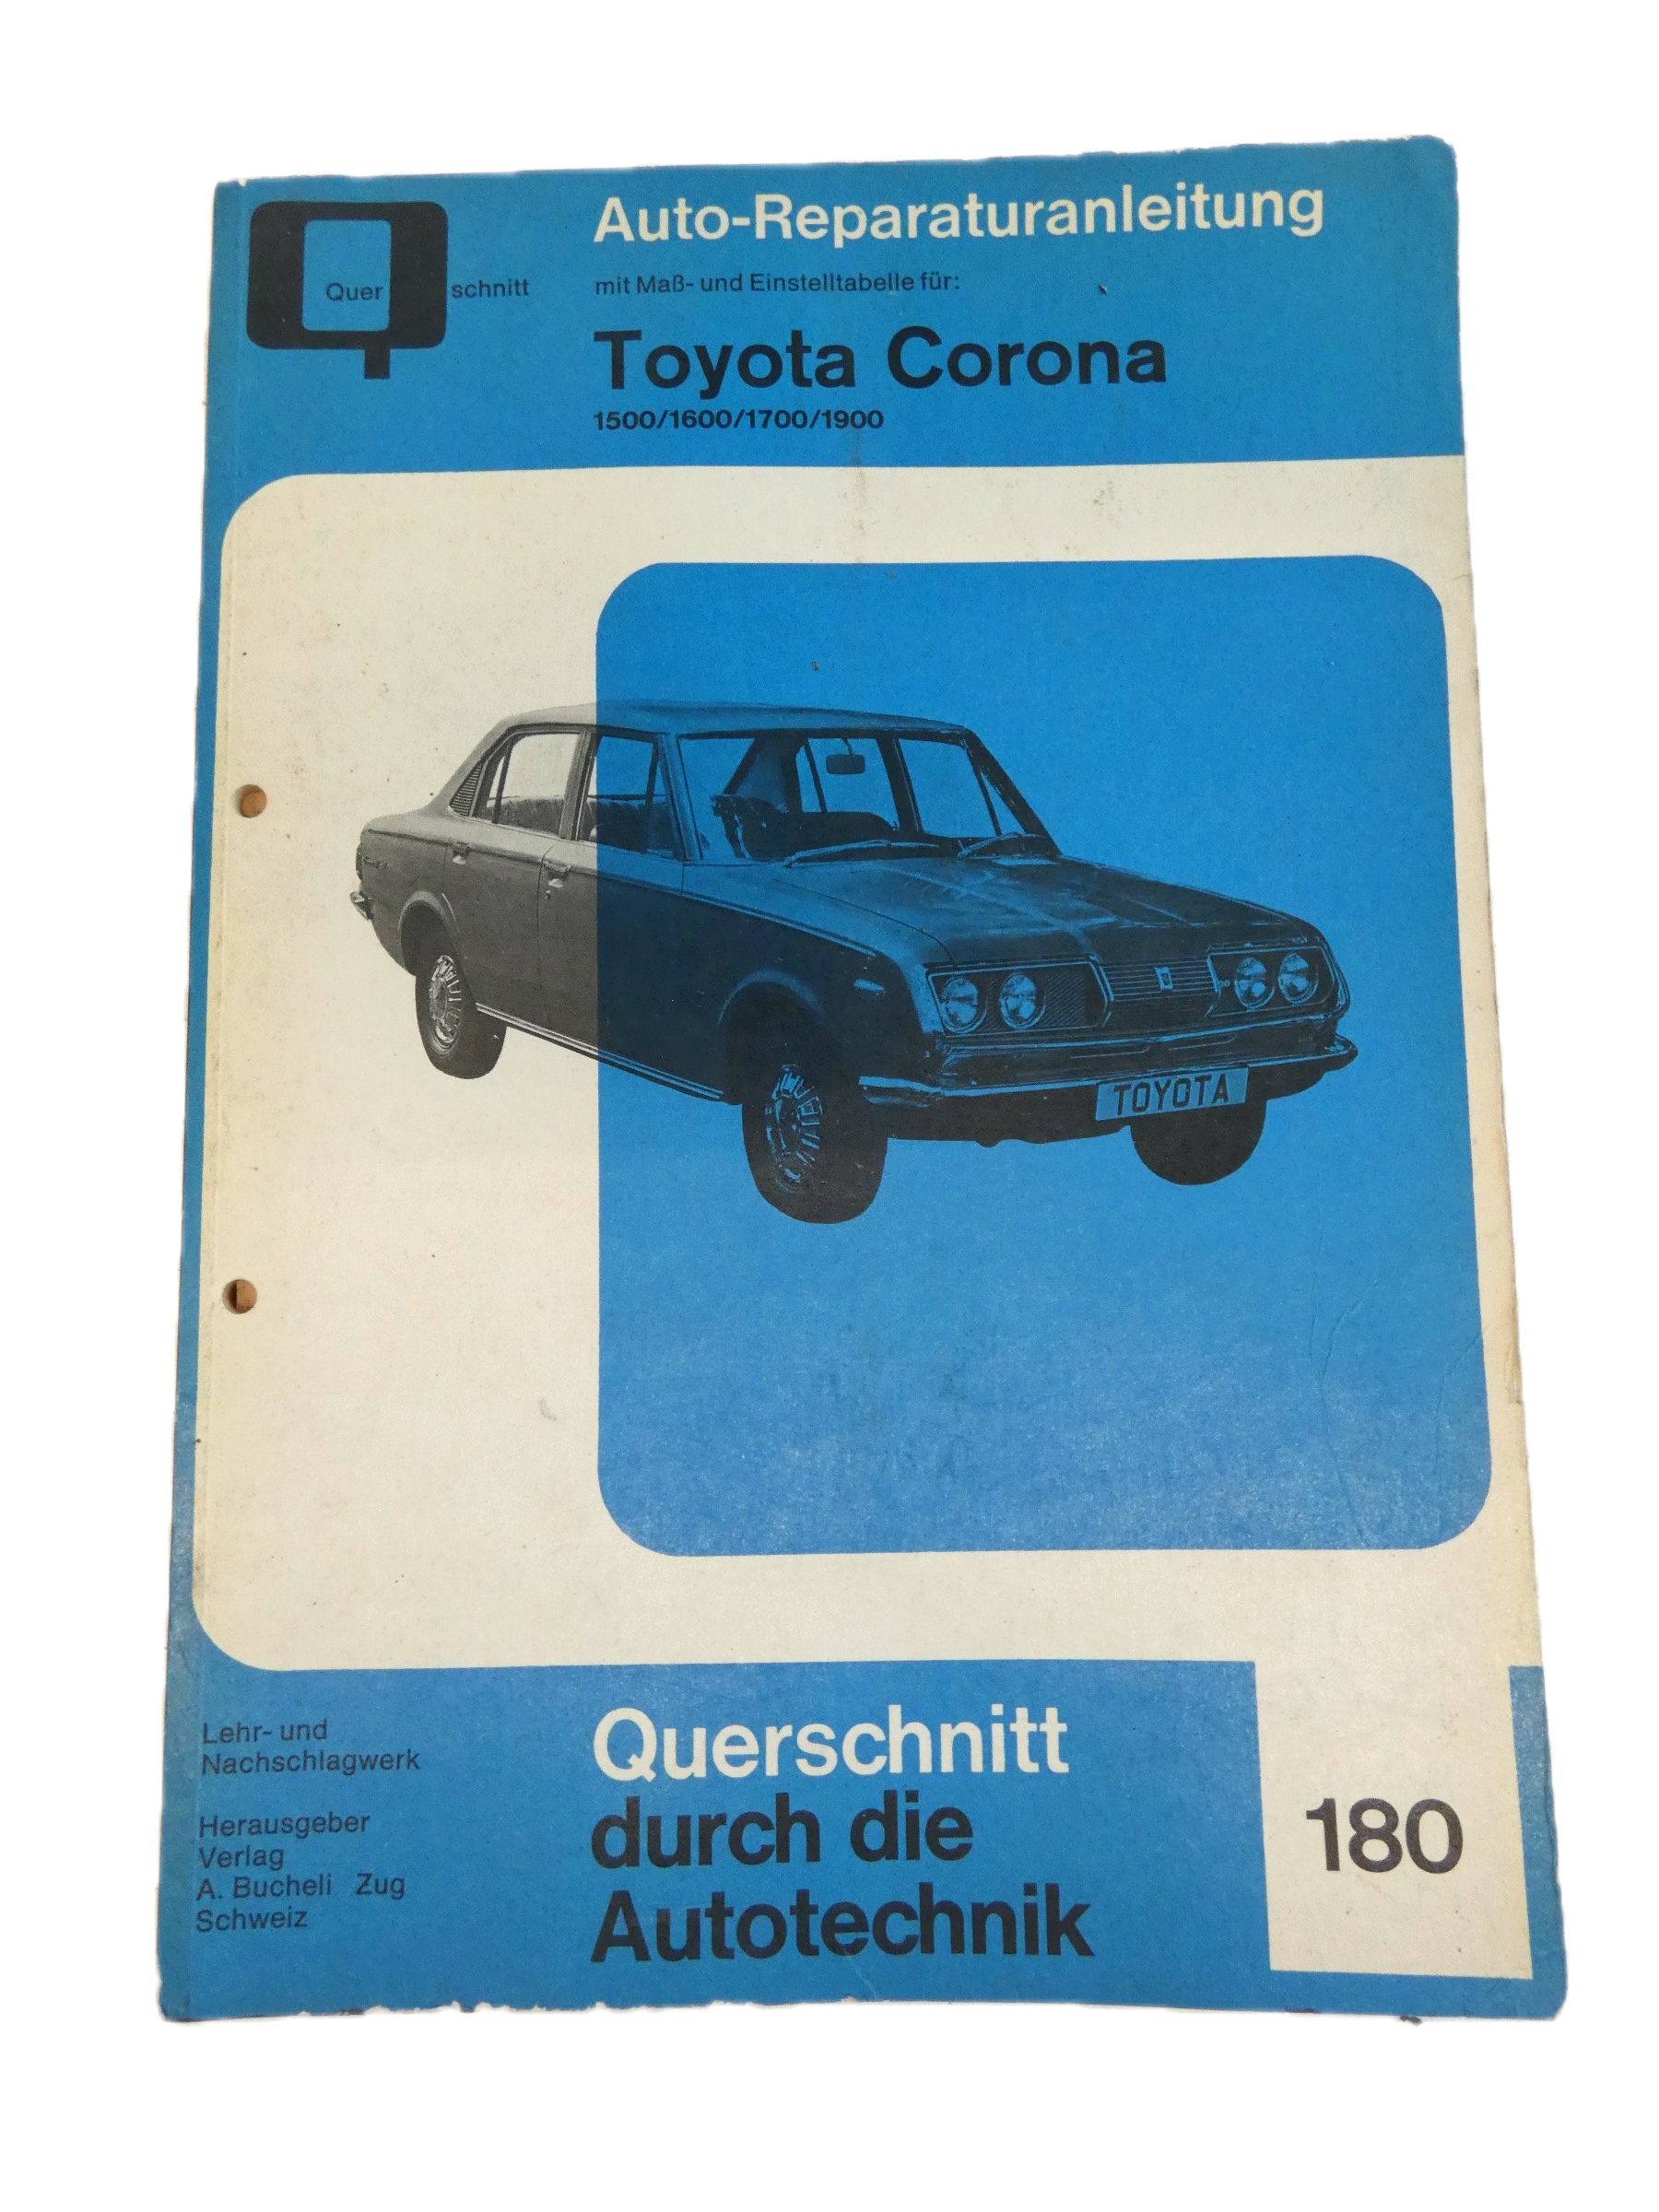 Quer schnitt
Auto-Reparaturanleitung
mit Maß- und Einstelltabelle für:
Toyota Corona
1500/1600/1700/1900
TOYOTA
Lehr- und
Nachschlagwerk
Herausgeber
Verlag
A. Bucheli Zug
Schweiz
Querschnitt
durch die
Autotechnik
180